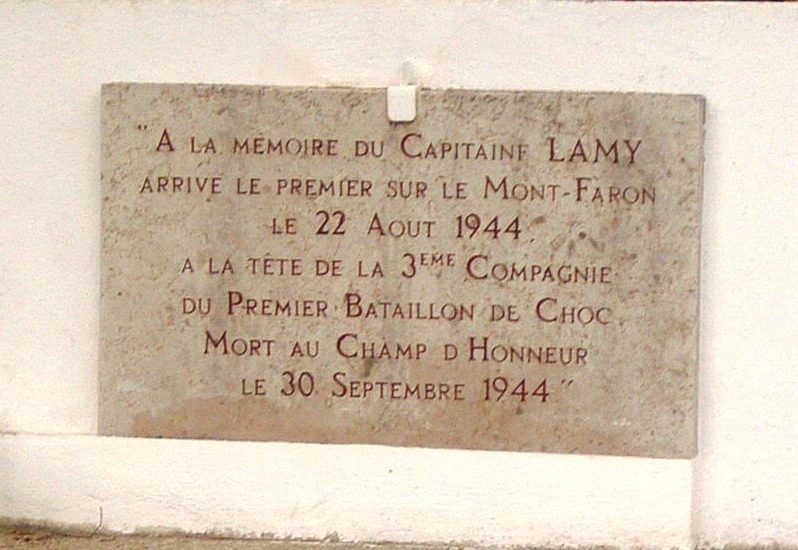 "A LA MÉMOIRE DU CAPITAINE LAMY
ARRIVE LE PREMIER SUR LE MONT-FARON
LE 22 AOUT 1944
A LA TÊTE DE LA 3EME COMPAGNIE
DU PREMIER BATAILLON DE CHOC
MORT AU CHAMP D HONNEUR
LE 30 SEPTEMBRE 1944"